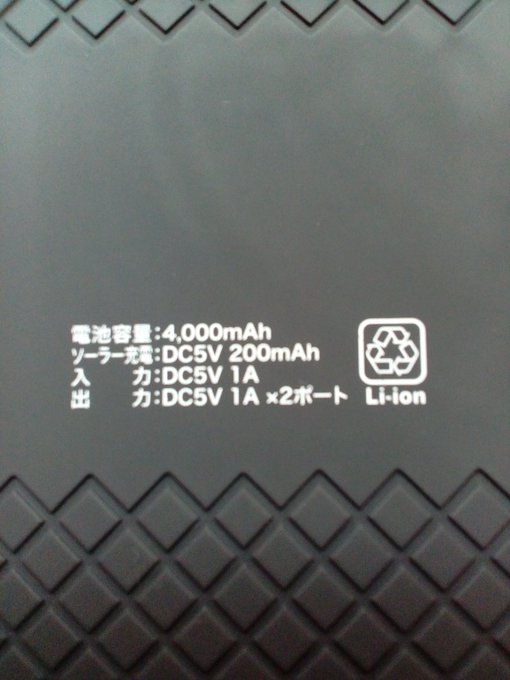 電池容量:4,000mAh
ソーラー充電:DC5V 200mAh
入　　力:DC5V 1A
出　　力:DC5V 1A ×2ポート
Li-ion